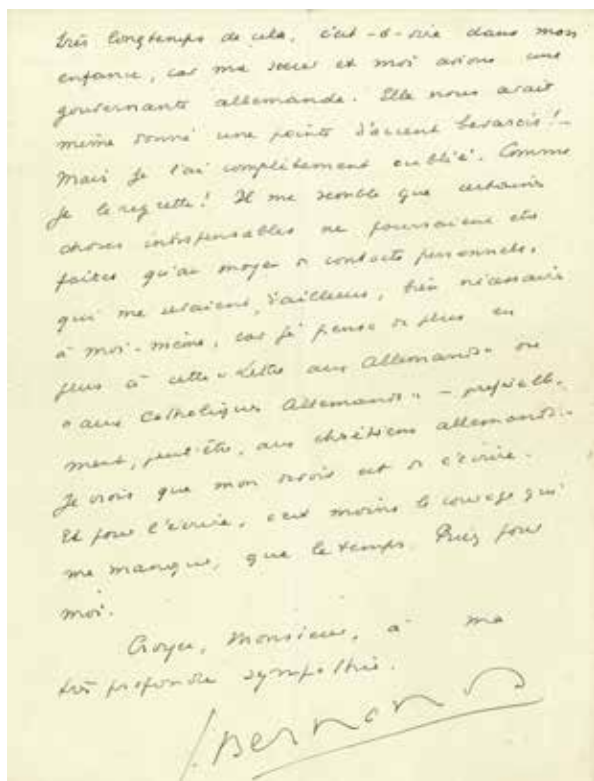 très longtemps de cela, c'est-à-dire dans mon
enfance, car ma sœur et moi avions une
gouvernante allemande. Elle nous avait
même donné une pointe d'accent bavarois ! –
Mais je l'ai complètement oublié. Comme
je le regrette ! Il me semble que certaines
choses indispensables ne pourraient être
faites qu'au moyen de contacts personnels,
qui me seraient, d'ailleurs, très nécessaires
à moi-même, car je pense de plus en
plus à cette « Lettre aux Allemands » ou
« aux Catholiques Allemands » –
ment, peut-être, aux chrétiens allemands. –
Je crois que mon devoir est de l'écrire.
Et pour l'écrire, c'est moins le courage qui
me manque, que le temps. Priez pour
moi.
Croyez, Monsieur, à ma
très profonde sympathie.
Bernanos